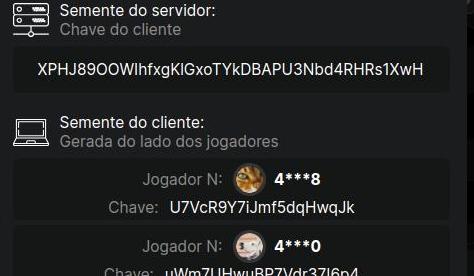 Semente do servidor:
Chave do cliente
XPHJ89OOWIhfxgKlGxoTYkDBAPU3Nbd4RHRs1XwH
Semente do cliente:
Gerada do lado dos jogadores
Jogador N: 4***8
Chave: U7VcR9Y7iJmf5dqHwqJk
Jogador N: 4***0
Chave: uWm7UHwuBP7Vdr37I6p4